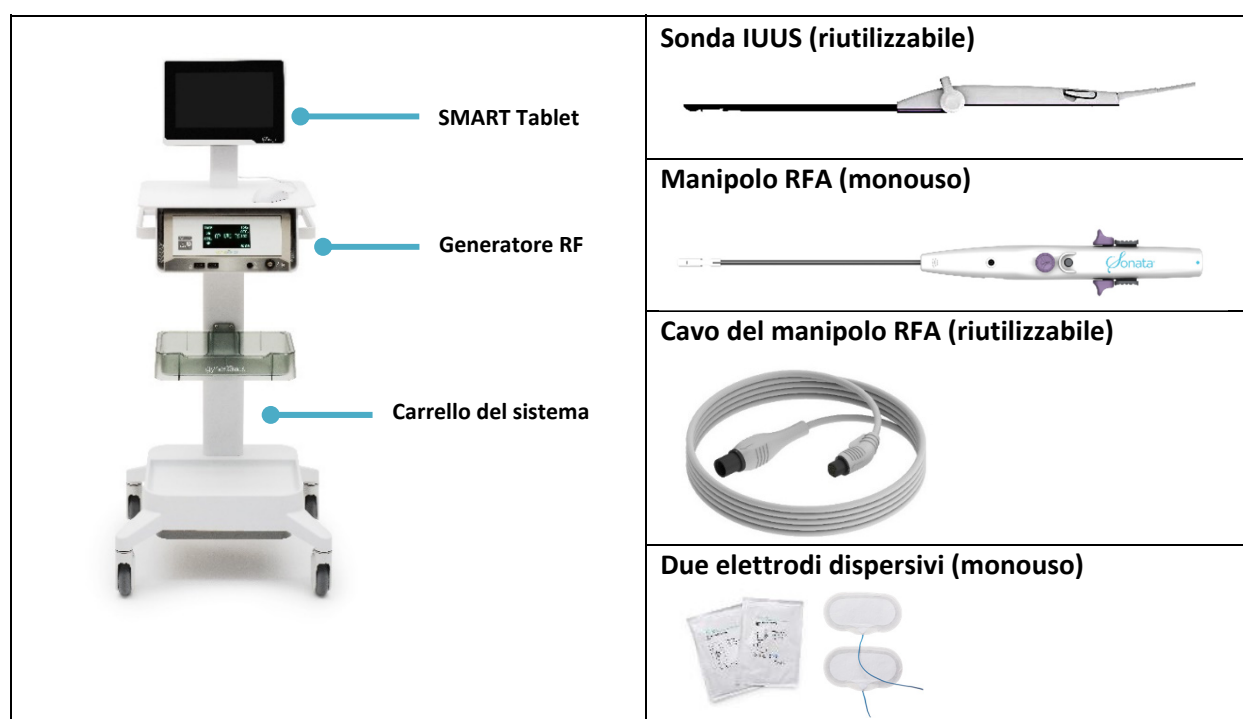 SMART Tablet
Generatore RF
Carrello del sistema
Sonda IUUS (riutilizzabile)
Manipolo RFA (monouso)
Sonata
Cavo del manipolo RFA (riutilizzabile)
Due elettrodi dispersivi (monouso)